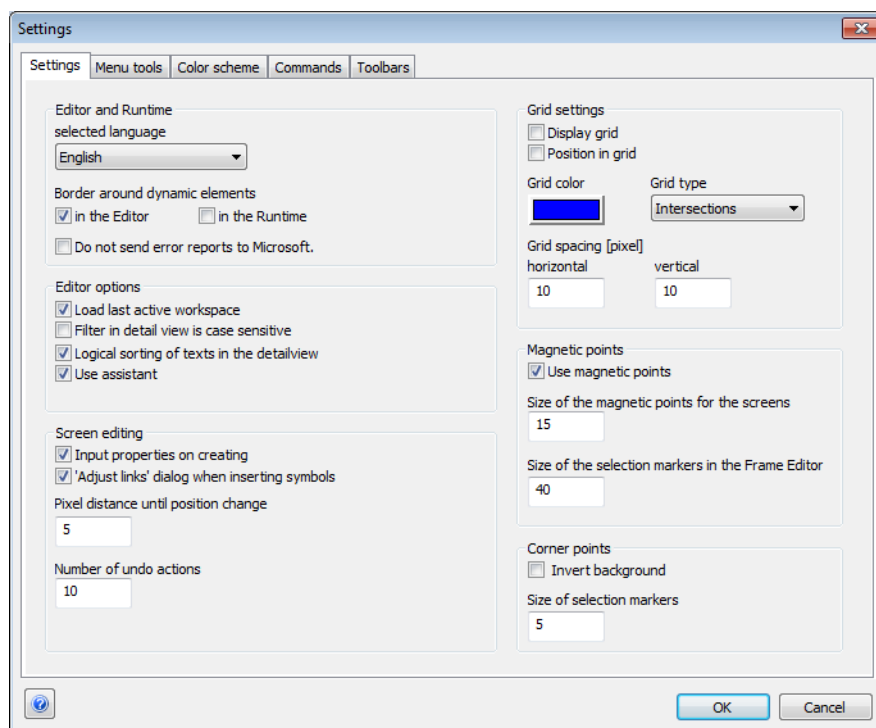 Settings
Settings Menu tools Color scheme Commands Toolbars
Editor and Runtime
selected language
English
Border around dynamic elements
in the Editor in the Runtime
Do not send error reports to Microsoft.
Editor options
Load last active workspace
Filter in detail view is case sensitive
Logical sorting of texts in the detailview
Use assistant
Screen editing
Input properties on creating
'Adjust links' dialog when inserting symbols
Pixel distance until position change
5
Number of undo actions
10
Grid settings
Display grid
Position in grid
Grid color Grid type
Intersections
Grid spacing [pixel]
horizontal vertical
10 10
Magnetic points
Use magnetic points
Size of the magnetic points for the screens
15
Size of the selection markers in the Frame Editor
40
Corner points
Invert background
Size of selection markers
5
? OK Cancel